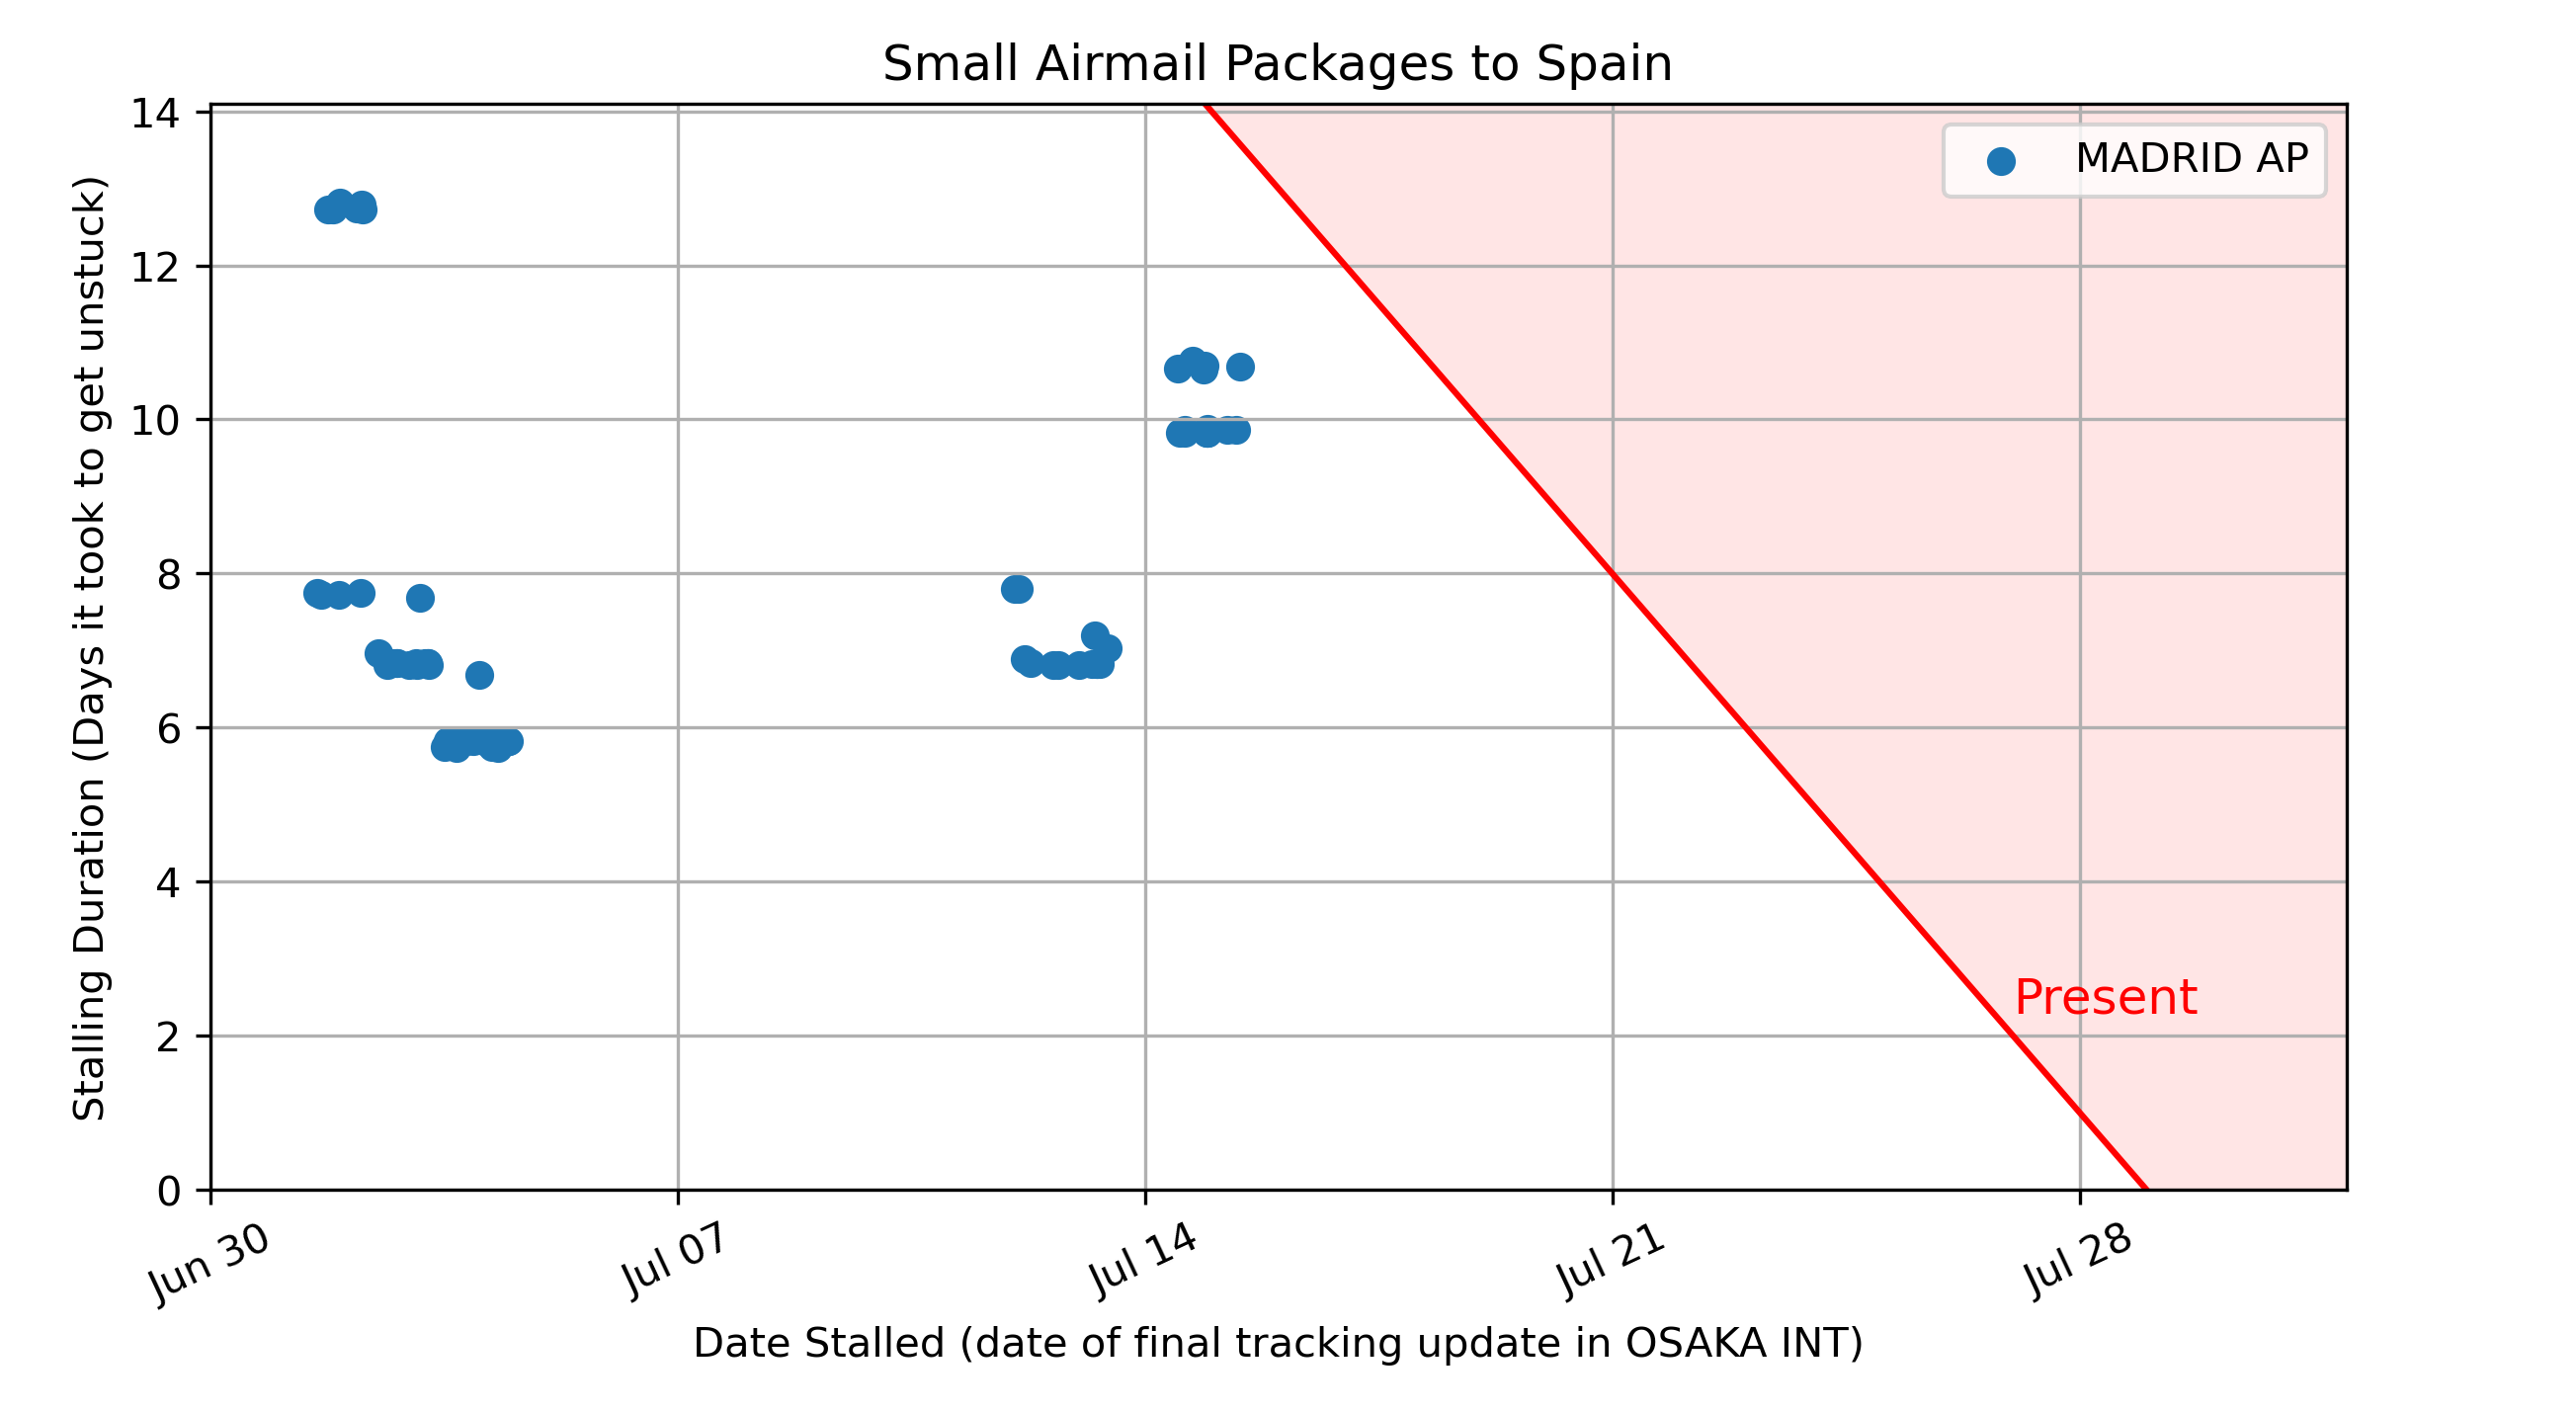 Small Airmail Packages to Spain
Stalling Duration (Days it took to get unstuck)
14
12
10
8
6
4
2
0
MADRID AP
Present
Jun 30
Jul 07
Jul 14
Jul 21
Jul 28
Date Stalled (date of final tracking update in OSAKA INT)